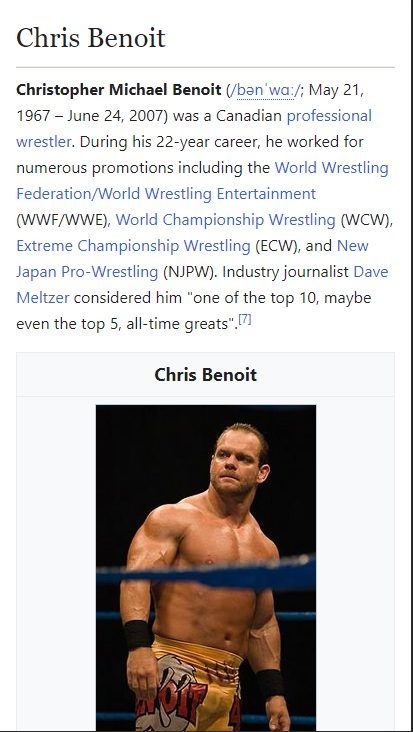 Chris Benoit
Christopher Michael Benoit (/bənˈwɑː/; May 21,
1967 – June 24, 2007) was a Canadian professional
wrestler. During his 22-year career, he worked for
numerous promotions including the World Wrestling
Federation/World Wrestling Entertainment
(WWF/WWE), World Championship Wrestling (WCW),
Extreme Championship Wrestling (ECW), and New
Japan Pro-Wrestling (NJPW). Industry journalist Dave
Meltzer considered him "one of the top 10, maybe
even the top 5, all-time greats".[7]
Chris Benoit